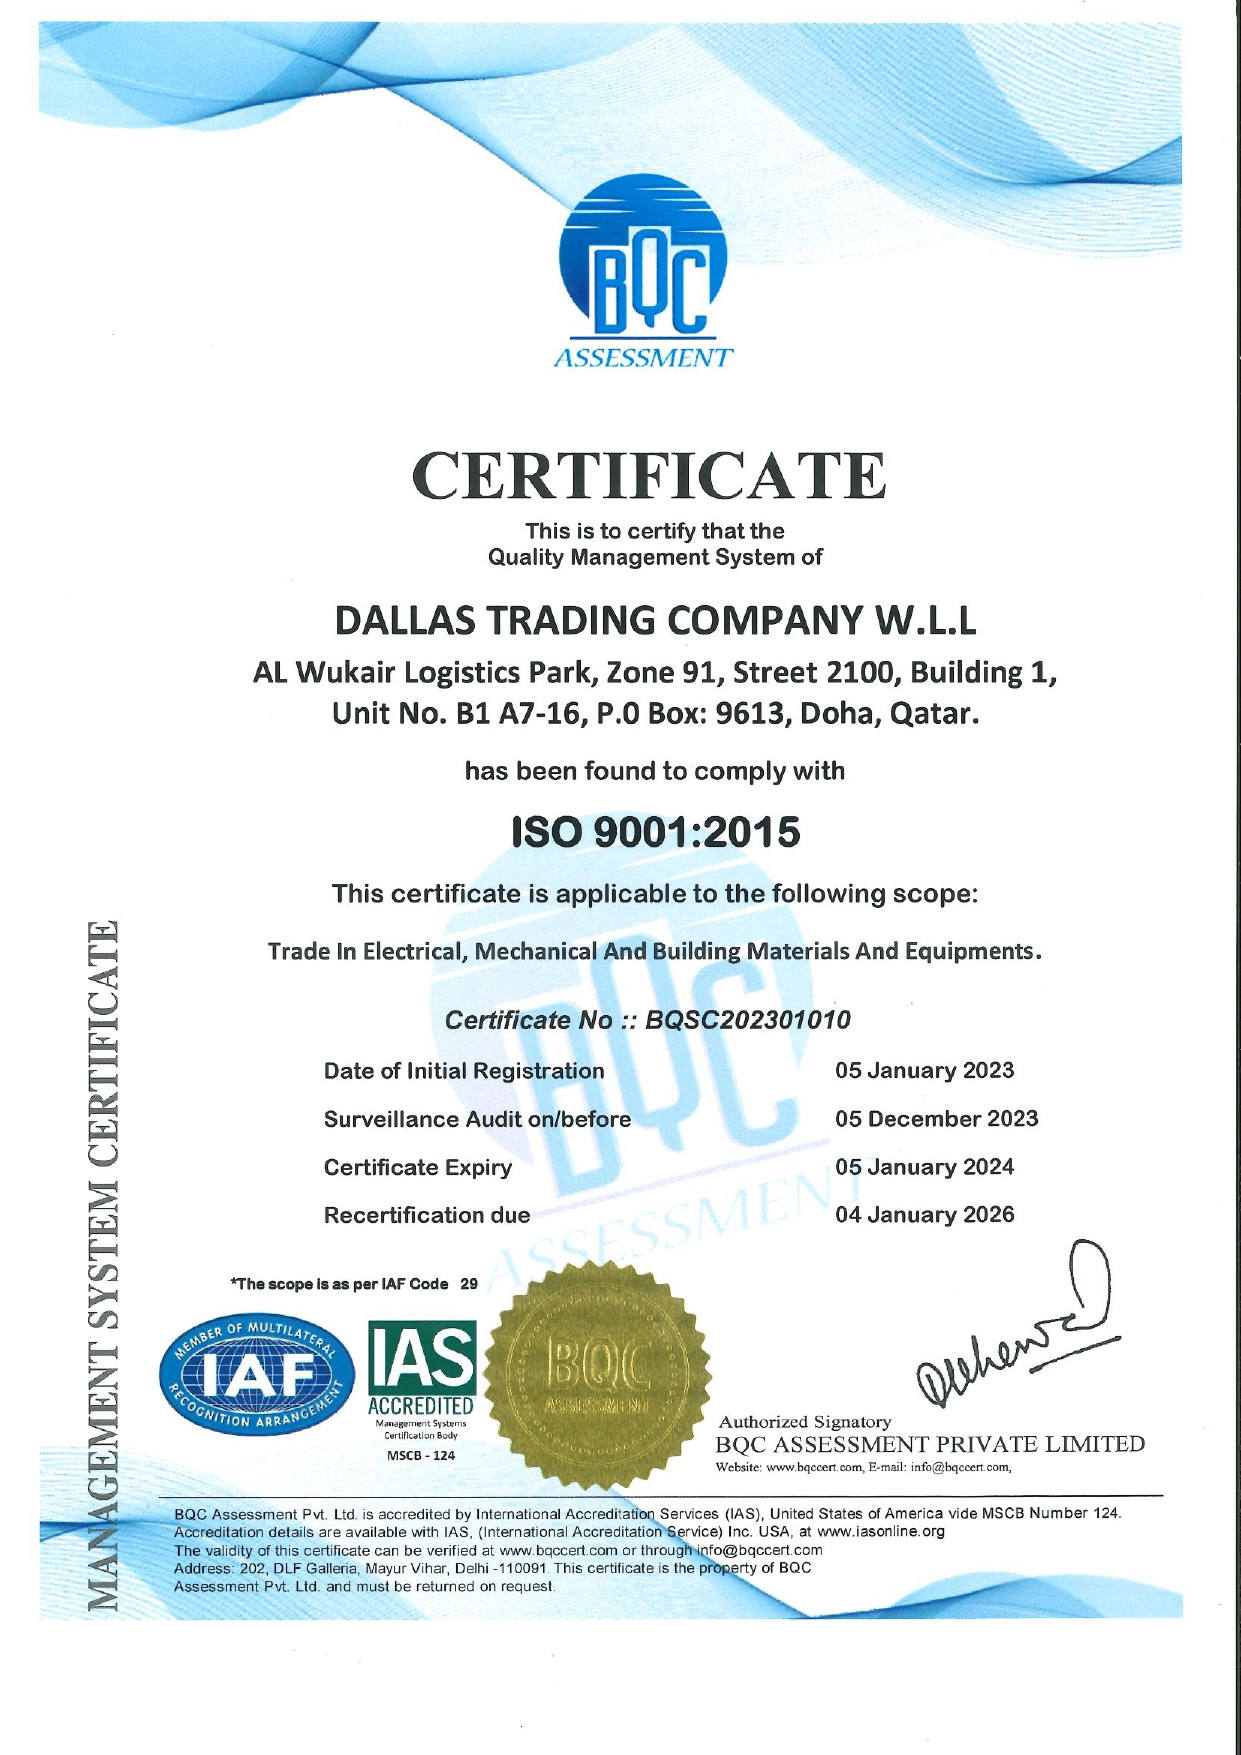 BQC
ASSESSMENT
CERTIFICATE
This is to certify that the
Quality Management System of
DALLAS TRADING COMPANY W.L.L
AL Wukair Logistics Park, Zone 91, Street 2100, Building 1,
Unit No. B1 A7-16, P.O Box: 9613, Doha, Qatar.
has been found to comply with
ISO 9001:2015
This certificate is applicable to the following scope:
Trade In Electrical, Mechanical And Building Materials And Equipments.
Certificate No :: BQSC202301010
Date of Initial Registration 05 January 2023
Surveillance Audit on/before 05 December 2023
Certificate Expiry 05 January 2024
Recertification due 04 January 2026
BQC
ASSESSMENT
MANAGEMENT SYSTEM CERTIFICATE
*The scope is as per IAF Code 29
MEMBER OF MULTILATERAL
IAF
RECOGNITION ARRANGEMENT
IAS
ACCREDITED
Management Systems
Certification Body
MSCB - 124
BQC
ASSESSMENT
Authorized Signatory
BQC ASSESSMENT PRIVATE LIMITED
Website: www.bqccert.com, E-mail: info@bqccert.com,
BQC Assessment Pvt. Ltd. is accredited by International Accreditation Services (IAS), United States of America vide MSCB Number 124.
Accreditation details are available with IAS, (International Accreditation Service) Inc. USA, at www.iasonline.org
The validity of this certificate can be verified at www.bqccert.com or through info@bqccert.com
Address: 202, DLF Galleria, Mayur Vihar, Delhi -110091. This certificate is the property of BQC
Assessment Pvt. Ltd. and must be returned on request.